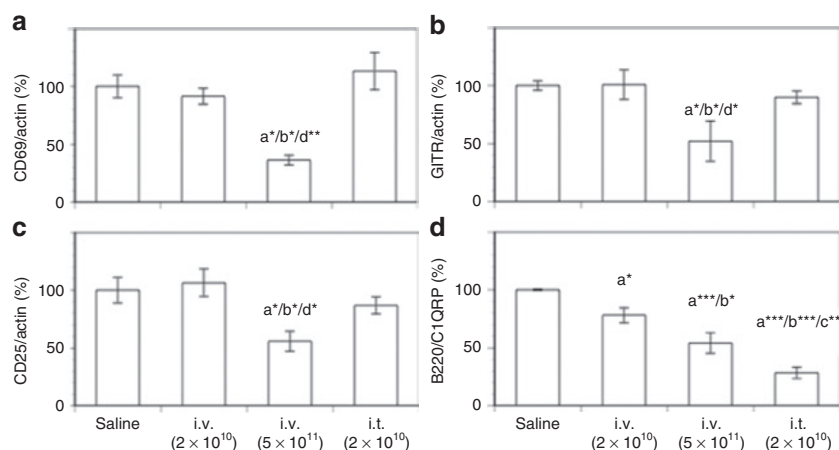 a
CD69/actin (%)
100
50
0
a*/b*/d**
b
GITR/actin (%)
100
50
0
a*/b*/d*
c
CD25/actin (%)
100
50
0
a*/b*/d*
Saline
i.v.
(2 × 10¹⁰)
i.v.
(5 × 10¹¹)
i.t.
(2 × 10¹⁰)
d
B220/C1QRP (%)
100
50
0
a*
a***/b*
a***/b***/c**
Saline
i.v.
(2 × 10¹⁰)
i.v.
(5 × 10¹¹)
i.t.
(2 × 10¹⁰)